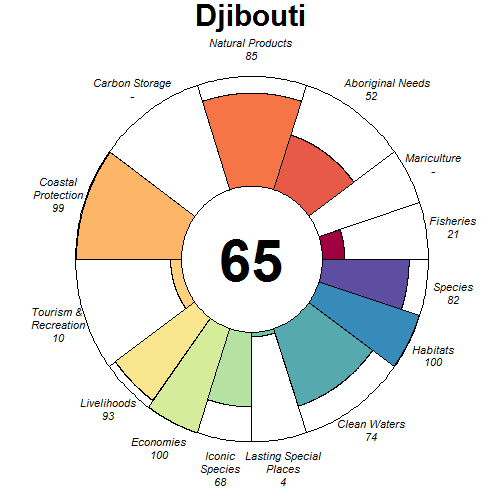 Djibouti
Natural Products
85
Carbon Storage
-
Aboriginal Needs
52
Mariculture
-
Coastal
Protection
99
Fisheries
21
65
Species
82
Tourism &
Recreation
10
Habitats
100
Livelihoods
93
Clean Waters
74
Economies
100
Iconic
Species
68
Lasting Special
Places
4